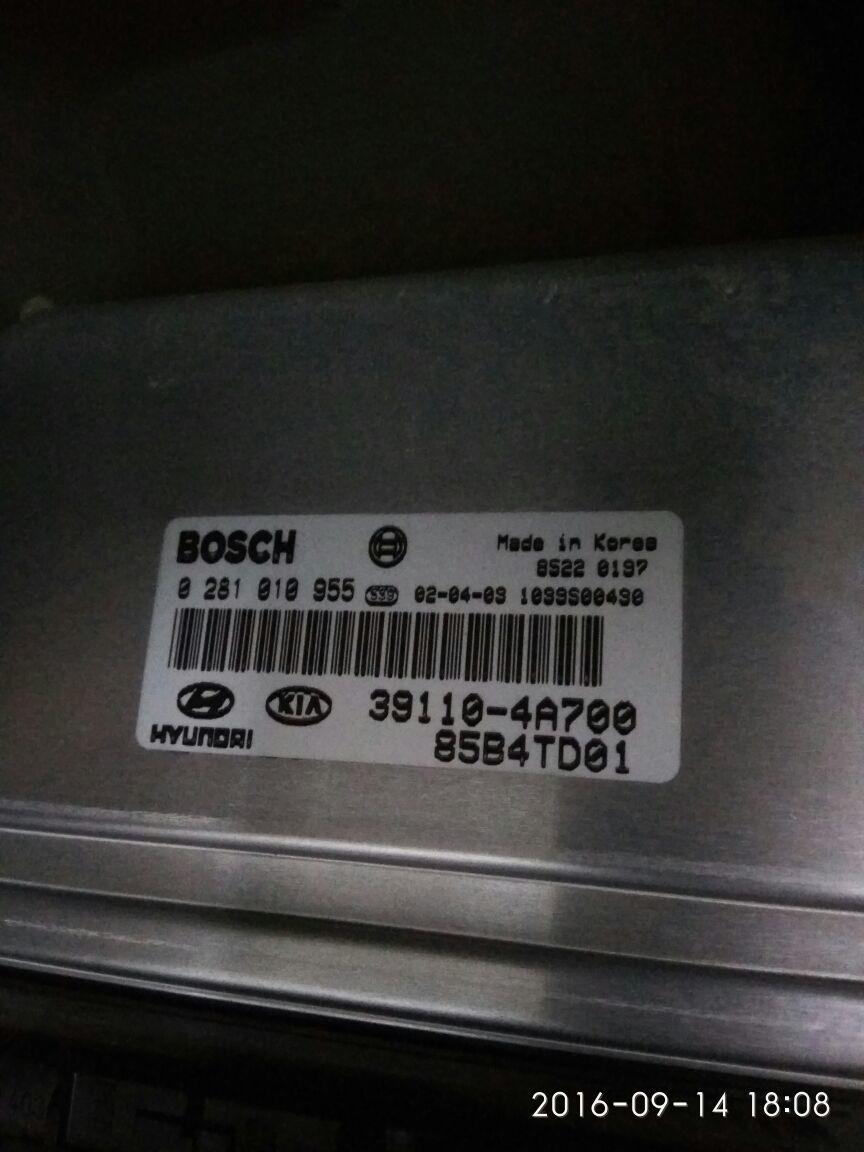 BOSCH
Made in Korea
8522 0197
0 281 010 955 S39 02-04-03 1039S00430
HYUNDAI
KIA
39110-4A700
85B4TD01
2016-09-14 18:08